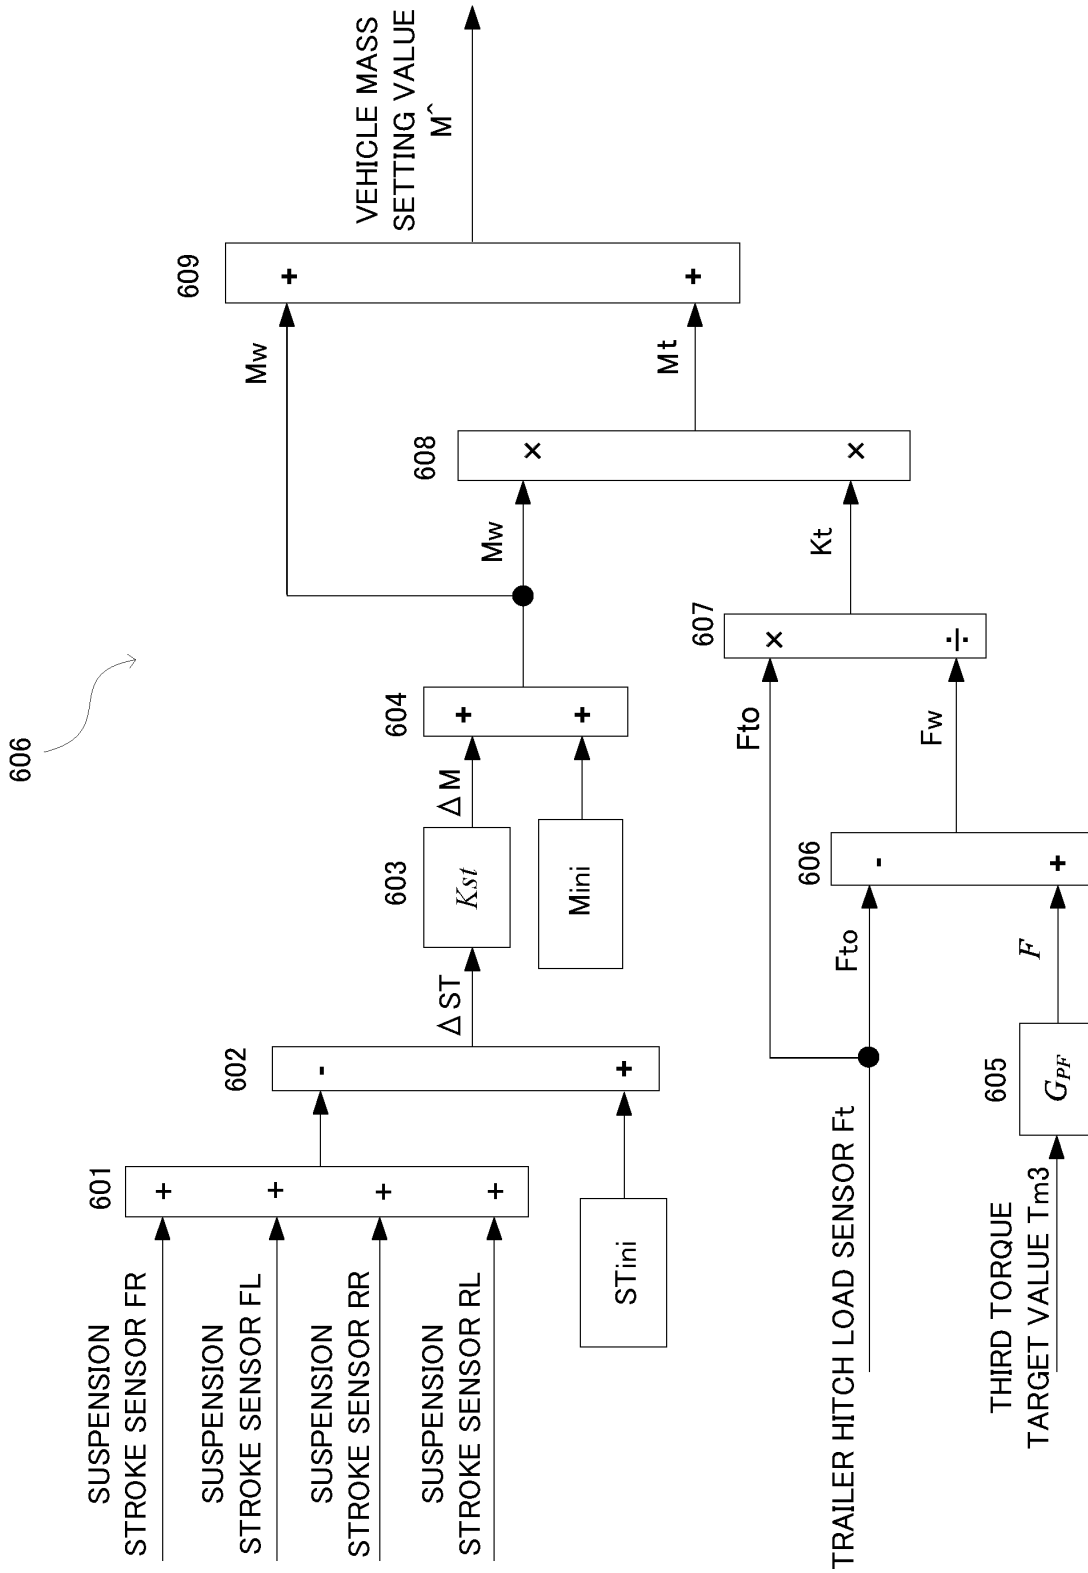 606
SUSPENSION
STROKE SENSOR FR
SUSPENSION
STROKE SENSOR FL
SUSPENSION
STROKE SENSOR RR
SUSPENSION
STROKE SENSOR RL
601
+
+
+
+
STini
602
-
+
ΔST
603
Kst
ΔM
Mini
604
+
+
Mw
Mw
TRAILER HITCH LOAD SENSOR Ft
THIRD TORQUE
TARGET VALUE Tm3
605
GPF
F
Fto
606
-
+
Fto
Fw
607
×
÷
Kt
608
×
×
Mt
609
+
+
VEHICLE MASS
SETTING VALUE
M^